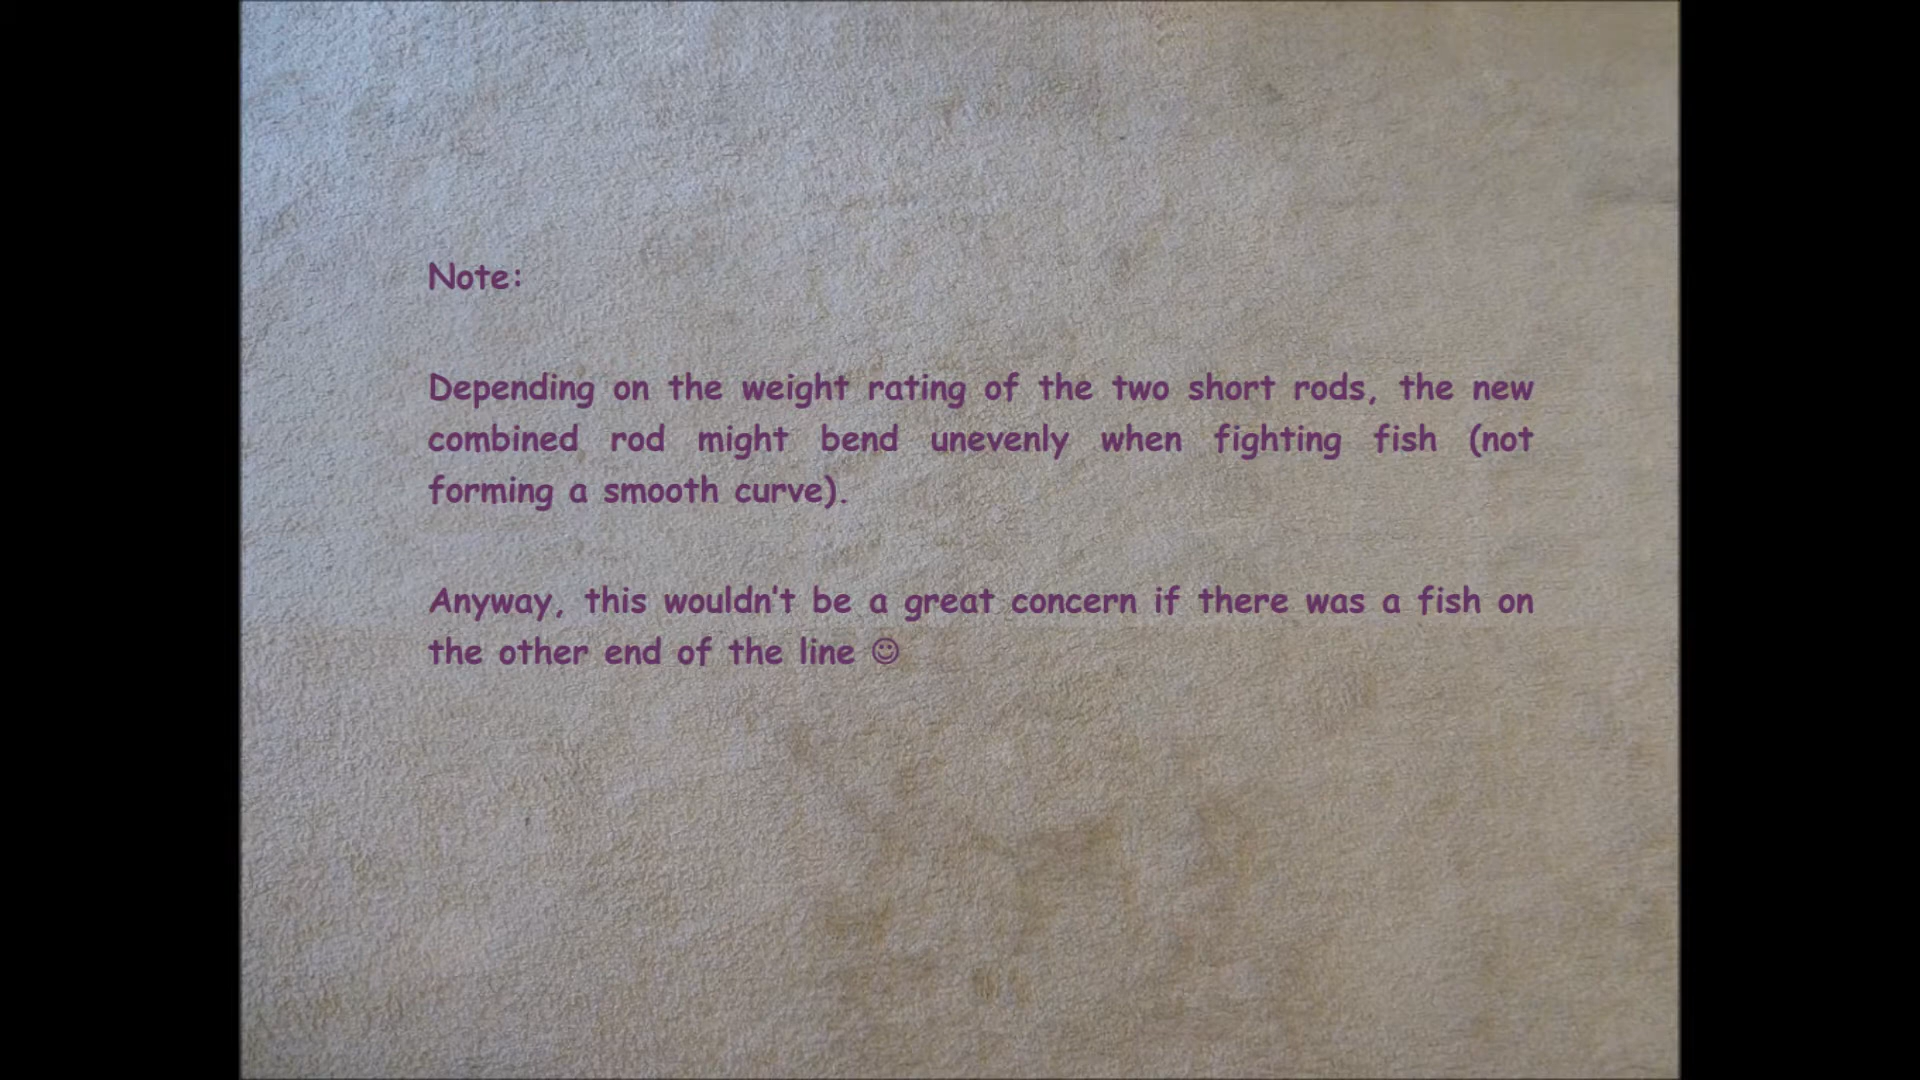 Note:
Depending on the weight rating of the two short rods, the new
combined rod might bend unevenly when fighting fish (not
forming a smooth curve).
Anyway, this wouldn't be a great concern if there was a fish on
the other end of the line ☺